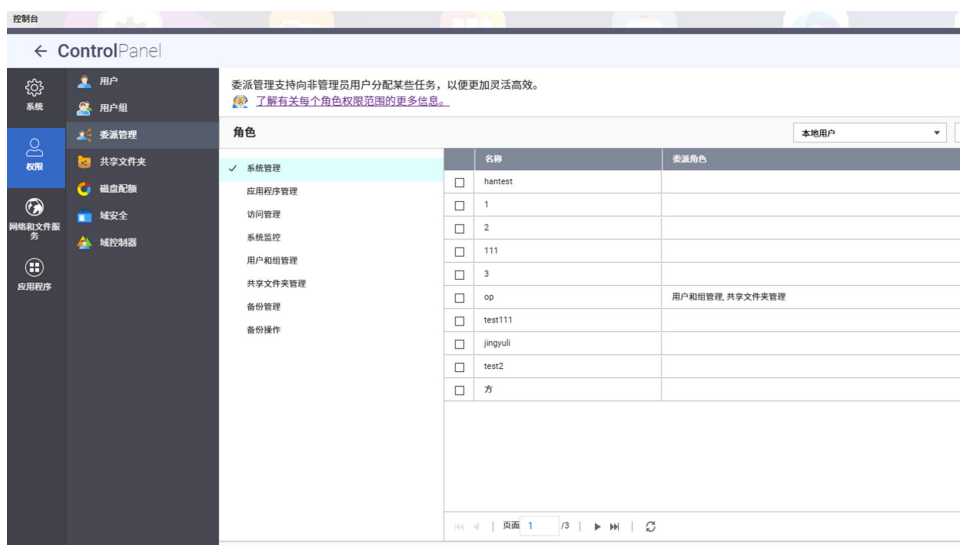 控制台
ControlPanel
系统
权限
网络和文件服
务
应用程序
用户
用户组
委派管理
共享文件夹
磁盘配额
域安全
域控制器
委派管理支持向非管理员用户分配某些任务，以便更加灵活高效。
了解有关每个角色权限范围的更多信息。
角色
本地用户
系统管理
应用程序管理
访问管理
系统监控
用户和组管理
共享文件夹管理
备份管理
备份操作
名称 委派角色
hantest
1
2
111
3
op 用户和组管理, 共享文件夹管理
test111
jingyuli
test2
方
页面 1 /3